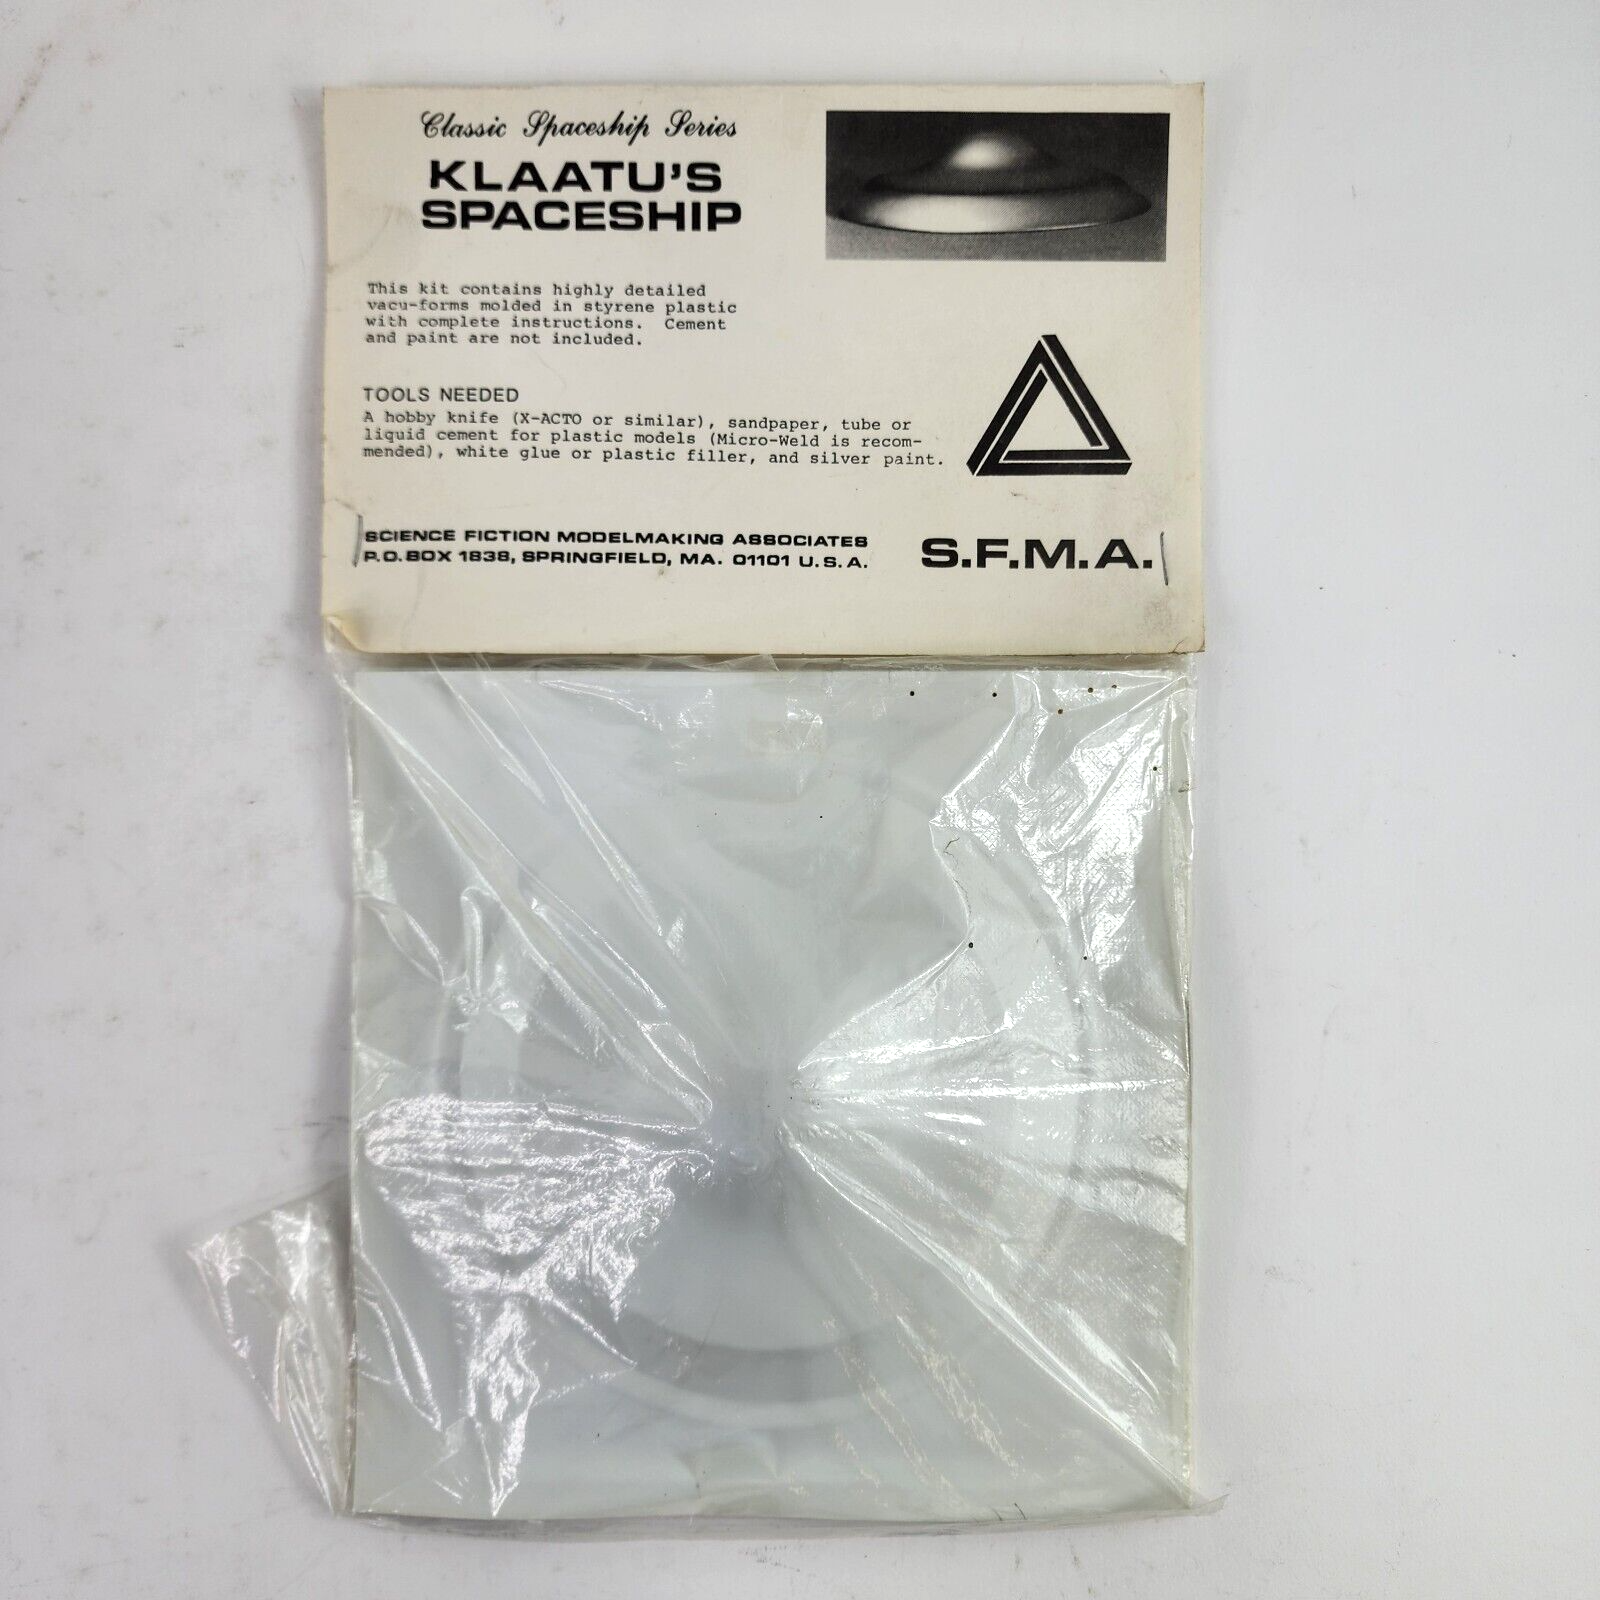 Classic Spaceship Series
KLAATU'S
SPACESHIP
This kit contains highly detailed
vacu-forms molded in styrene plastic
with complete instructions. Cement
and paint are not included.
TOOLS NEEDED
A hobby knife (X-ACTO or similar), sandpaper, tube or
liquid cement for plastic models (Micro-Weld is recom-
mended), white glue or plastic filler, and silver paint.
SCIENCE FICTION MODELMAKING ASSOCIATES
P.O. BOX 1838, SPRINGFIELD, MA. 01101 U.S.A.
S.F.M.A.